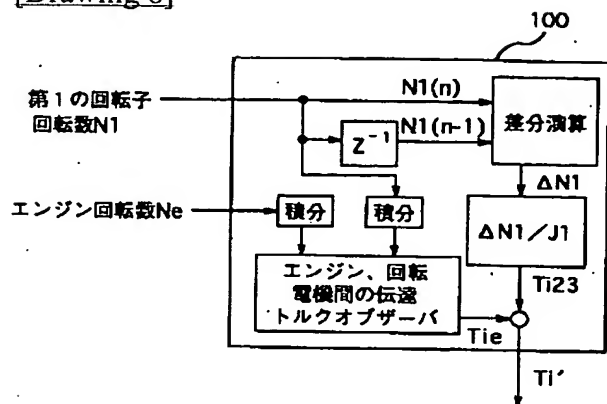 [Drawing 6]
100
第1の回転子
回転数N1
N1(n)
Z⁻¹
N1(n-1)
差分演算
ΔN1
エンジン回転数Ne
積分
積分
ΔN1/J1
エンジン、回転
電機間の伝達
トルクオブザーバ
Ti23
Tie
Ti´